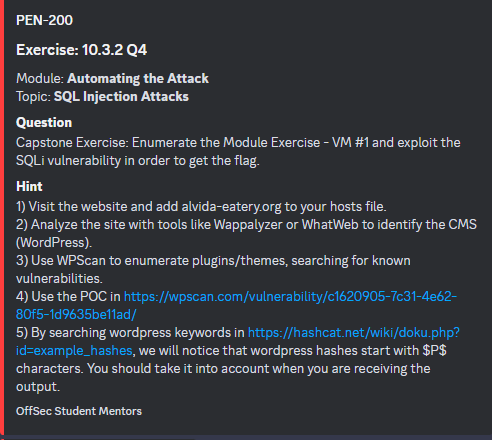 PEN-200
Exercise: 10.3.2 Q4
Module: Automating the Attack
Topic: SQL Injection Attacks
Question
Capstone Exercise: Enumerate the Module Exercise - VM #1 and exploit the
SQLi vulnerability in order to get the flag.
Hint
1) Visit the website and add alvida-eatery.org to your hosts file.
2) Analyze the site with tools like Wappalyzer or WhatWeb to identify the CMS
(WordPress).
3) Use WPScan to enumerate plugins/themes, searching for known
vulnerabilities.
4) Use the POC in https://wpscan.com/vulnerability/c1620905-7c31-4e62-
80f5-1d9635be11ad/
5) By searching wordpress keywords in https://hashcat.net/wiki/doku.php?
id=example_hashes, we will notice that wordpress hashes start with $P$
characters. You should take it into account when you are receiving the
output.
OffSec Student Mentors